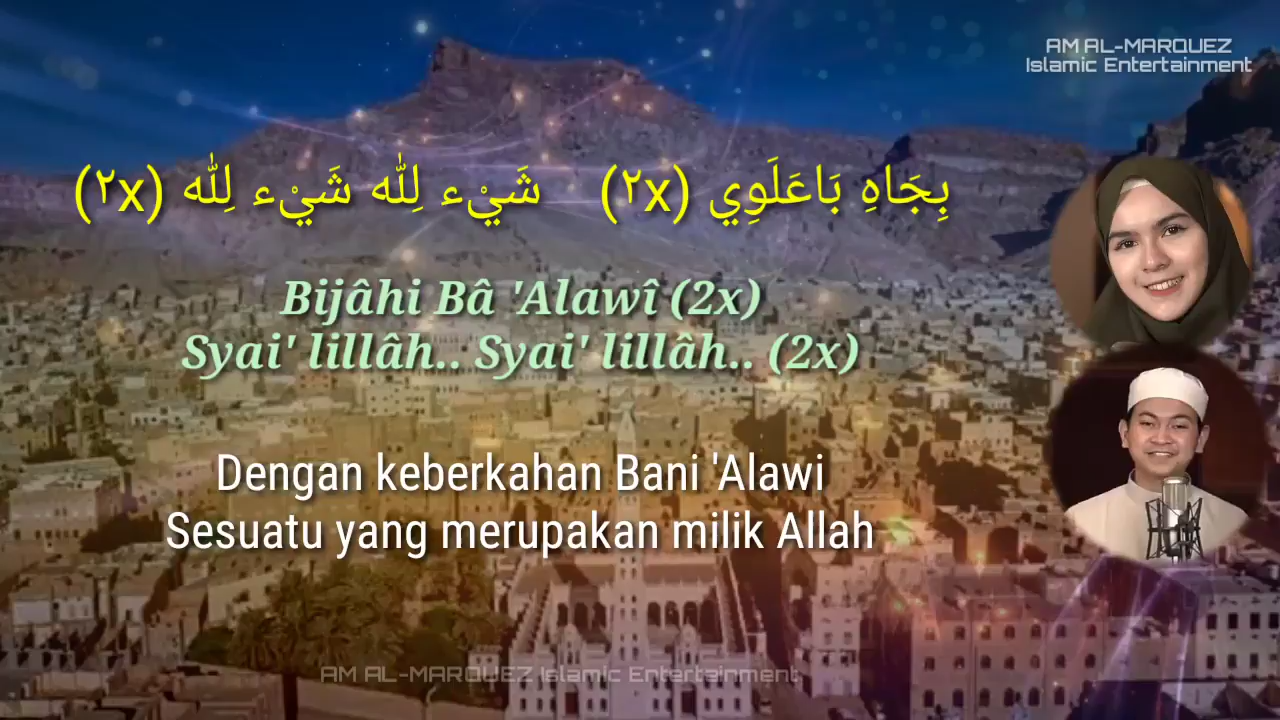 AM AL-MARQUEZ
Islamic Entertainment
بِجَاهِ بَاعَلَوِي (٢x) شَيْء لِلّٰه شَيْء لِلّٰه (٢x)
Bijâhi Bâ 'Alawî (2x)
Syai' lillâh.. Syai' lillâh.. (2x)
Dengan keberkahan Bani 'Alawi
Sesuatu yang merupakan milik Allah
AM AL-MARQUEZ Islamic Entertainment